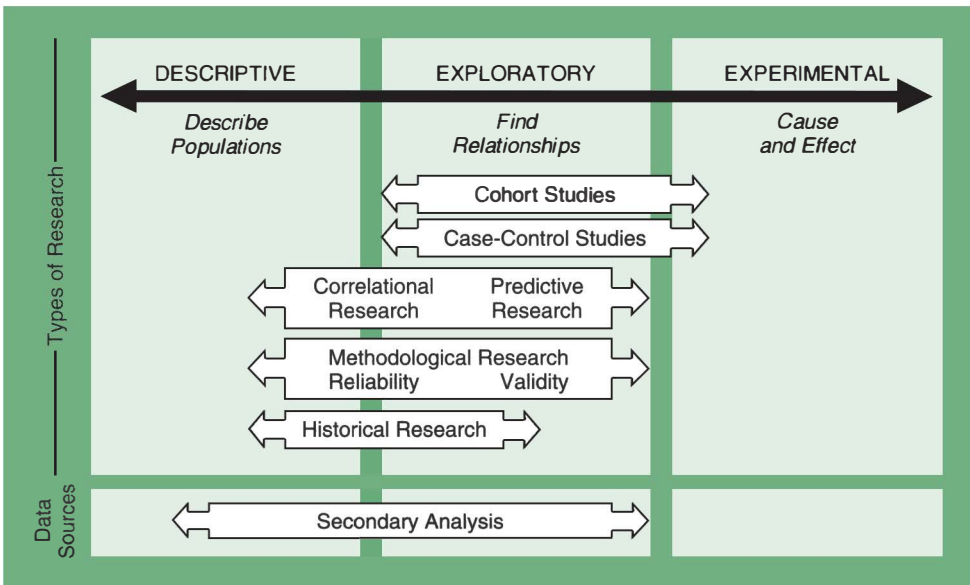 DESCRIPTIVE EXPLORATORY EXPERIMENTAL
Describe
Populations
Find
Relationships
Cause
and Effect
Types of Research
Cohort Studies
Case-Control Studies
Correlational
Research
Predictive
Research
Methodological Research
Reliability Validity
Historical Research
Data
Sources
Secondary Analysis